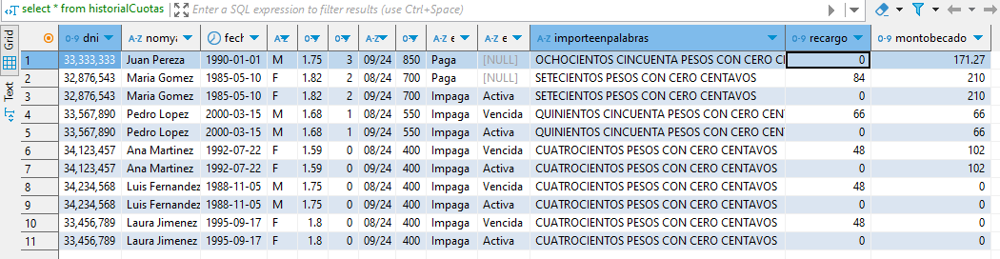 select * from historialCuotas Enter a SQL expression to filter results (use Ctrl+Space)
Grid
Text
0-9 dni A-Z nomya fech A-Z 0-9 0-9 A-Z 0-9 A-Z e A-Z e A-Z importeenpalabras 0-9 recargo 0-9 montobecado
1 33,333,333 Juan Pereza 1990-01-01 M 1.75 3 09/24 850 Paga [NULL] OCHOCIENTOS CINCUENTA PESOS CON CERO CE 0 171.27
2 32,876,543 Maria Gomez 1985-05-10 F 1.82 2 08/24 700 Paga [NULL] SETECIENTOS PESOS CON CERO CENTAVOS 84 210
3 32,876,543 Maria Gomez 1985-05-10 F 1.82 2 09/24 700 Impaga Activa SETECIENTOS PESOS CON CERO CENTAVOS 0 210
4 33,567,890 Pedro Lopez 2000-03-15 M 1.68 1 08/24 550 Impaga Vencida QUINIENTOS CINCUENTA PESOS CON CERO CENT 66 66
5 33,567,890 Pedro Lopez 2000-03-15 M 1.68 1 09/24 550 Impaga Activa QUINIENTOS CINCUENTA PESOS CON CERO CENT 0 66
6 34,123,457 Ana Martinez 1992-07-22 F 1.59 0 08/24 400 Impaga Vencida CUATROCIENTOS PESOS CON CERO CENTAVOS 48 102
7 34,123,457 Ana Martinez 1992-07-22 F 1.59 0 09/24 400 Impaga Activa CUATROCIENTOS PESOS CON CERO CENTAVOS 0 102
8 34,234,568 Luis Fernandez 1988-11-05 M 1.75 0 08/24 400 Impaga Vencida CUATROCIENTOS PESOS CON CERO CENTAVOS 48 0
9 34,234,568 Luis Fernandez 1988-11-05 M 1.75 0 09/24 400 Impaga Activa CUATROCIENTOS PESOS CON CERO CENTAVOS 0 0
10 33,456,789 Laura Jimenez 1995-09-17 F 1.8 0 08/24 400 Impaga Vencida CUATROCIENTOS PESOS CON CERO CENTAVOS 48 0
11 33,456,789 Laura Jimenez 1995-09-17 F 1.8 0 09/24 400 Impaga Activa CUATROCIENTOS PESOS CON CERO CENTAVOS 0 0